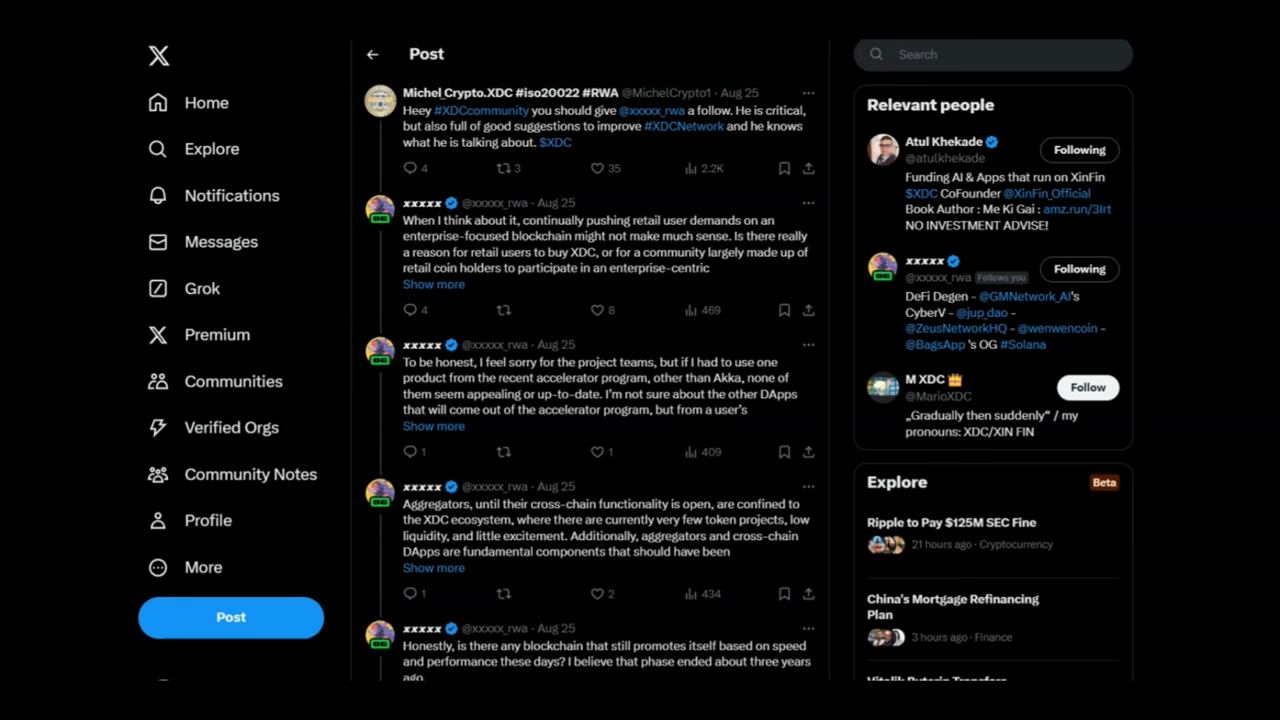 Home
Explore
Notifications
Messages
Grok
Premium
Communities
Verified Orgs
Community Notes
Profile
More
Post
Post
Michel_Crypto.XDC #iso20022 #RWA @MichelCrypto1 · Aug 25
Heey #XDCcommunity you should give @xxxxx_rwa a follow. He is critical,
but also full of good suggestions to improve #XDCNetwork and he knows
what he is talking about. $XDC
4 3 35 2.2K
xxxxx @xxxxx_rwa · Aug 25
When I think about it, continually pushing retail user demands on an
enterprise-focused blockchain might not make much sense. Is there really
a reason for retail users to buy XDC, or for a community largely made up of
retail coin holders to participate in an enterprise-centric
Show more
4 8 469
xxxxx @xxxxx_rwa · Aug 25
To be honest, I feel sorry for the project teams, but if I had to use one
product from the recent accelerator program, other than Akka, none of
them seem appealing or up-to-date. I'm not sure about the other DApps
that will come out of the accelerator program, but from a user's
Show more
1 1 409
xxxxx @xxxxx_rwa · Aug 25
Aggregators, until their cross-chain functionality is open, are confined to
the XDC ecosystem, where there are currently very few token projects, low
liquidity, and little excitement. Additionally, aggregators and cross-chain
DApps are fundamental components that should have been
Show more
1 2 434
xxxxx @xxxxx_rwa · Aug 25
Honestly, is there any blockchain that still promotes itself based on speed
and performance these days? I believe that phase ended about three years
ago.
Search
Relevant people
Atul Khekade
@atulkhekade
Following
Funding AI & Apps that run on XinFin
$XDC CoFounder @XinFin_Official
Book Author : Me Ki Gai : amz.run/3Irt
NO INVESTMENT ADVISE!
xxxxx
@xxxxx_rwa Follows you
Following
DeFi Degen - @GMNetwork_AI's
CyberV - @jup_dao -
@ZeusNetworkHQ - @wenwencoin -
@BagsApp 's OG #Solana
M XDC
@MarioXDC
Follow
„Gradually then suddenly“ / my
pronouns: XDC/XIN FIN
Explore
Beta
Ripple to Pay $125M SEC Fine
21 hours ago · Cryptocurrency
China's Mortgage Refinancing
Plan
3 hours ago · Finance
Vitalik Buterin Transfers